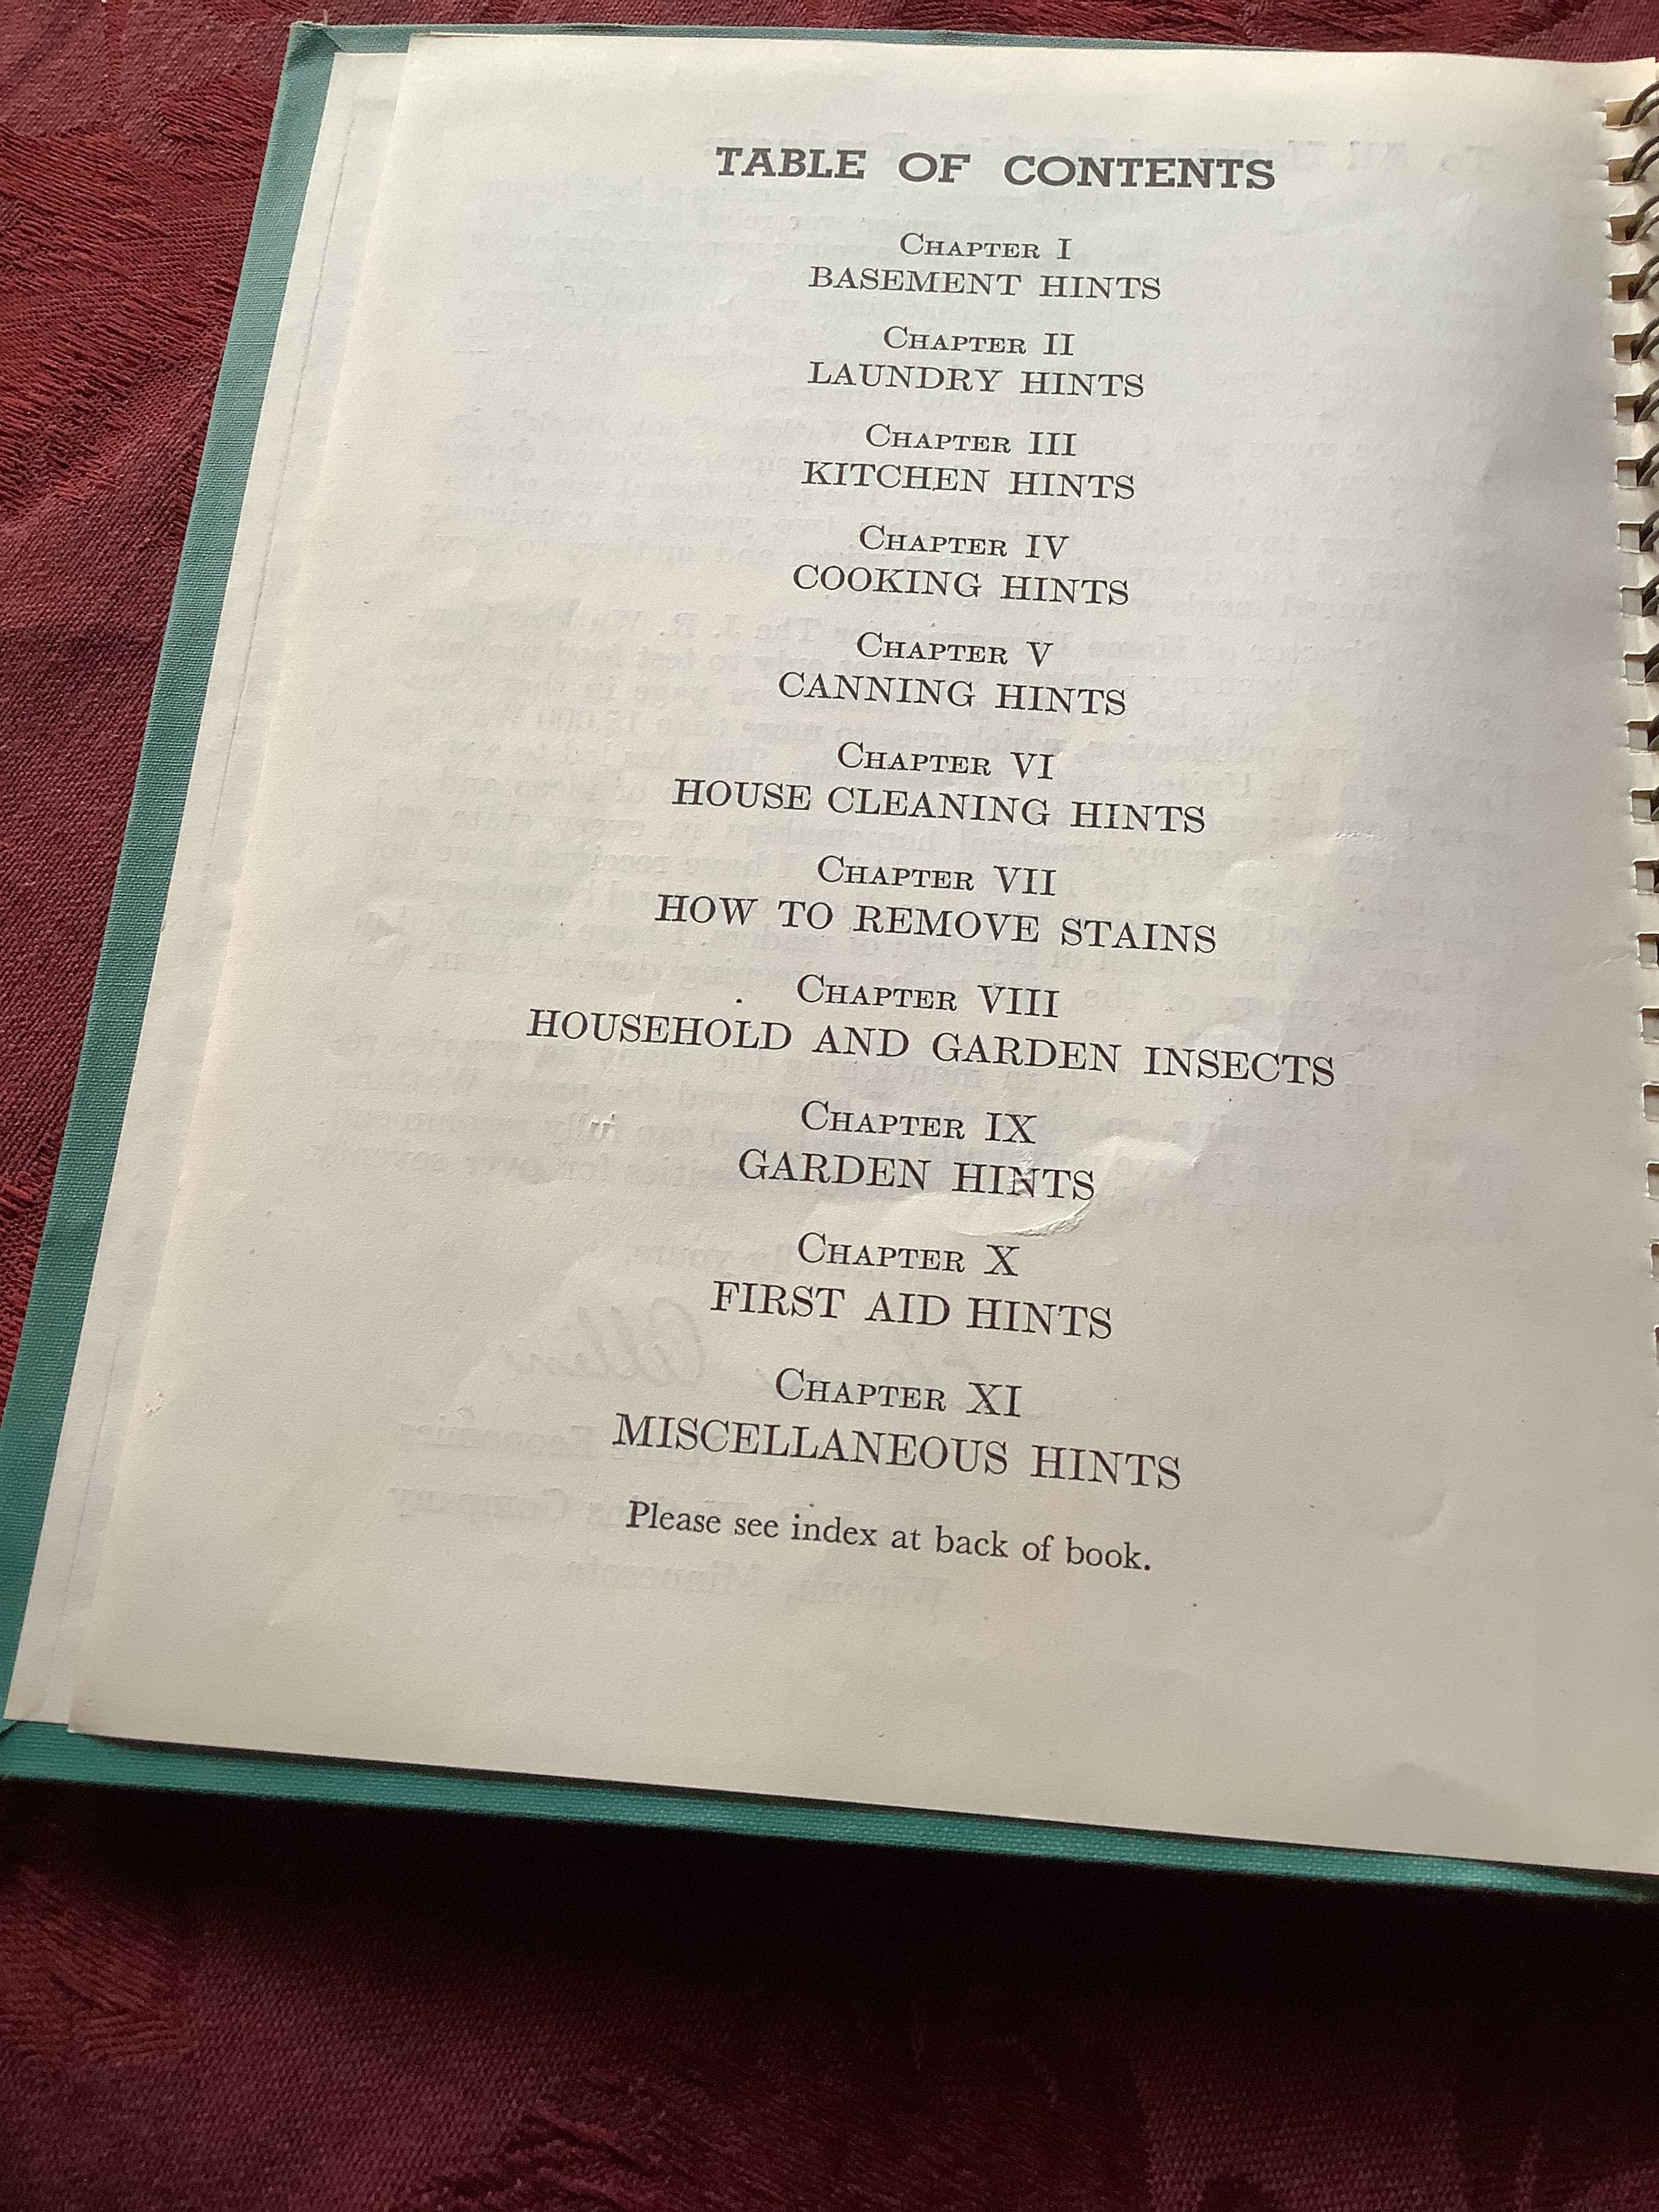 TABLE OF CONTENTS
CHAPTER I
BASEMENT HINTS
CHAPTER II
LAUNDRY HINTS
CHAPTER III
KITCHEN HINTS
CHAPTER IV
COOKING HINTS
CHAPTER V
CANNING HINTS
CHAPTER VI
HOUSE CLEANING HINTS
CHAPTER VII
HOW TO REMOVE STAINS
CHAPTER VIII
HOUSEHOLD AND GARDEN INSECTS
CHAPTER IX
GARDEN HINTS
CHAPTER X
FIRST AID HINTS
CHAPTER XI
MISCELLANEOUS HINTS
Please see index at back of book.